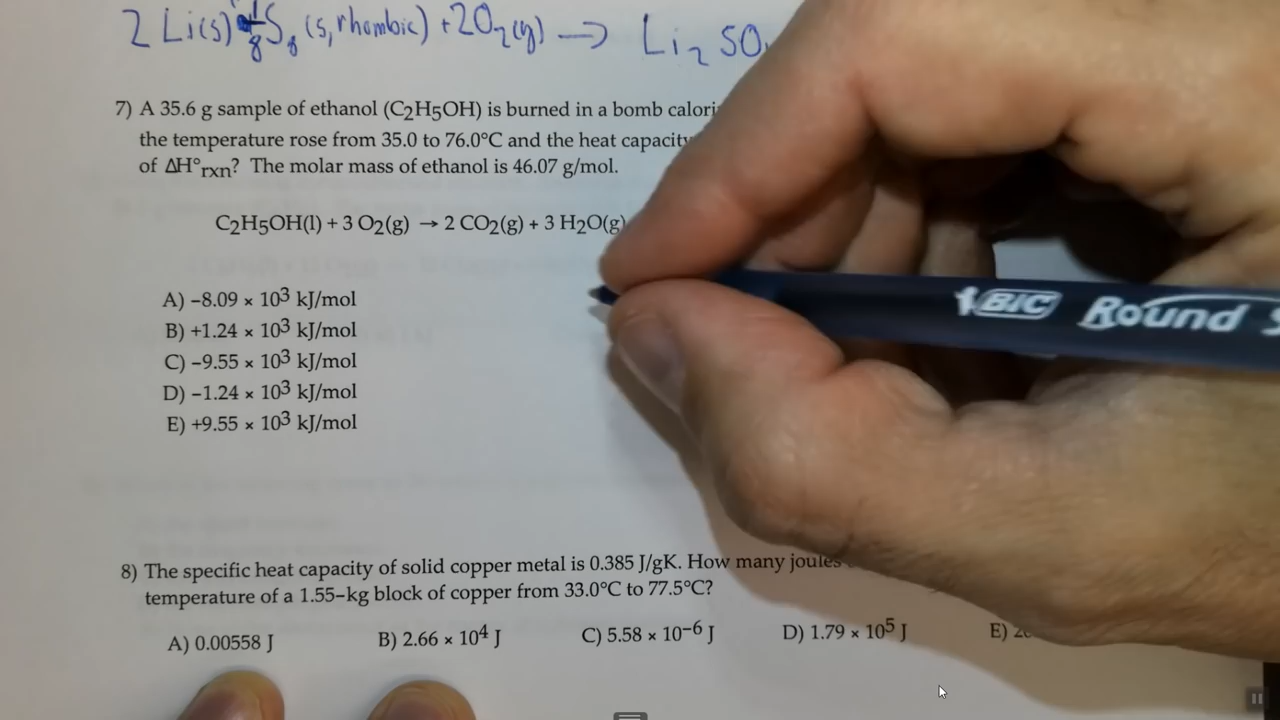 2 Li(s) + 1/8 S8 (s, rhombic) + 2O2(g) → Li2 SO
7) A 35.6 g sample of ethanol (C2H5OH) is burned in a bomb
the temperature rose from 35.0 to 76.0°C and the heat capacity
of ΔH°rxn? The molar mass of ethanol is 46.07 g/mol.
C2H5OH(l) + 3 O2(g) → 2 CO2(g) + 3 H2O(g)
A) −8.09 × 10³ kJ/mol
B) +1.24 × 10³ kJ/mol
C) −9.55 × 10³ kJ/mol
D) −1.24 × 10³ kJ/mol
E) +9.55 × 10³ kJ/mol
BIC Round
8) The specific heat capacity of solid copper metal is 0.385 J/gK. How many joules
temperature of a 1.55−kg block of copper from 33.0°C to 77.5°C?
A) 0.00558 J B) 2.66 × 10⁴ J C) 5.58 × 10⁻⁶ J D) 1.79 × 10⁵ J E)